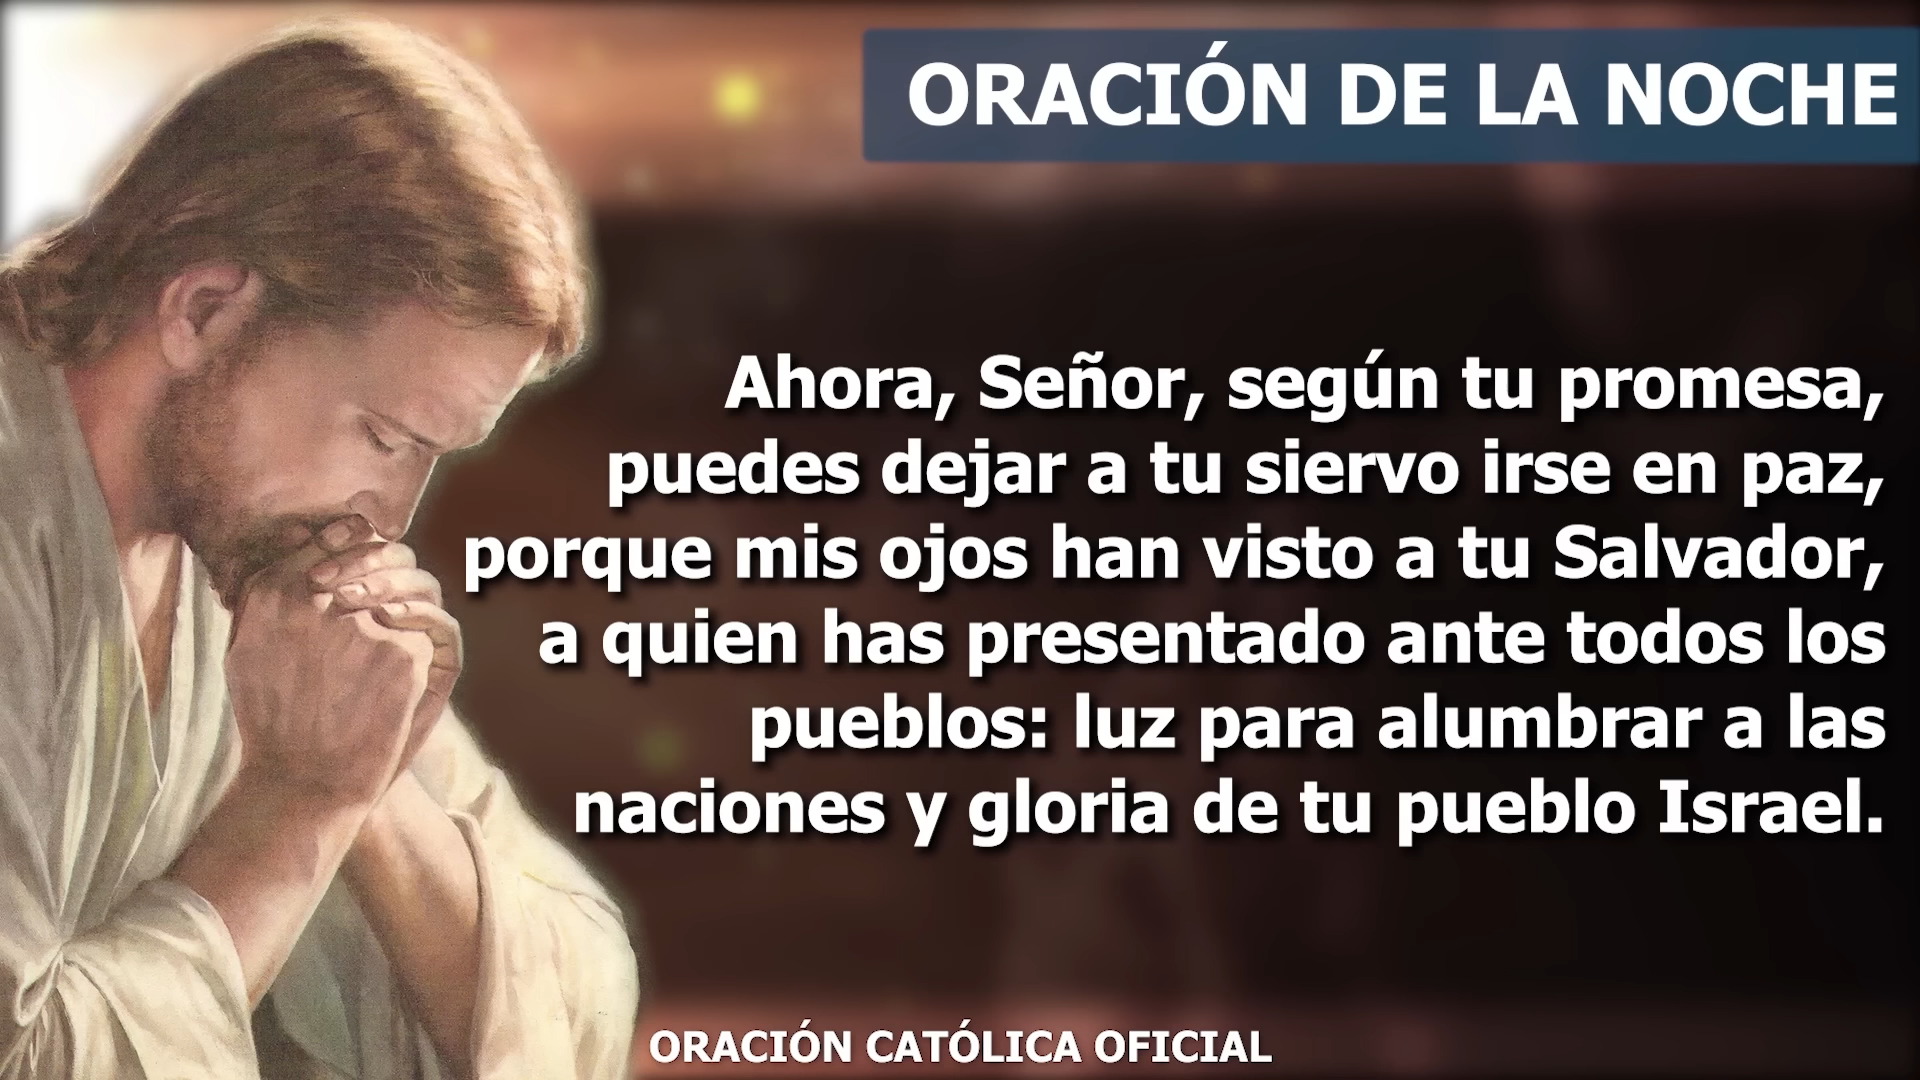 ORACIÓN DE LA NOCHE
Ahora, Señor, según tu promesa,
puedes dejar a tu siervo irse en paz,
porque mis ojos han visto a tu Salvador,
a quien has presentado ante todos los
pueblos: luz para alumbrar a las
naciones y gloria de tu pueblo Israel.
ORACIÓN CATÓLICA OFICIAL